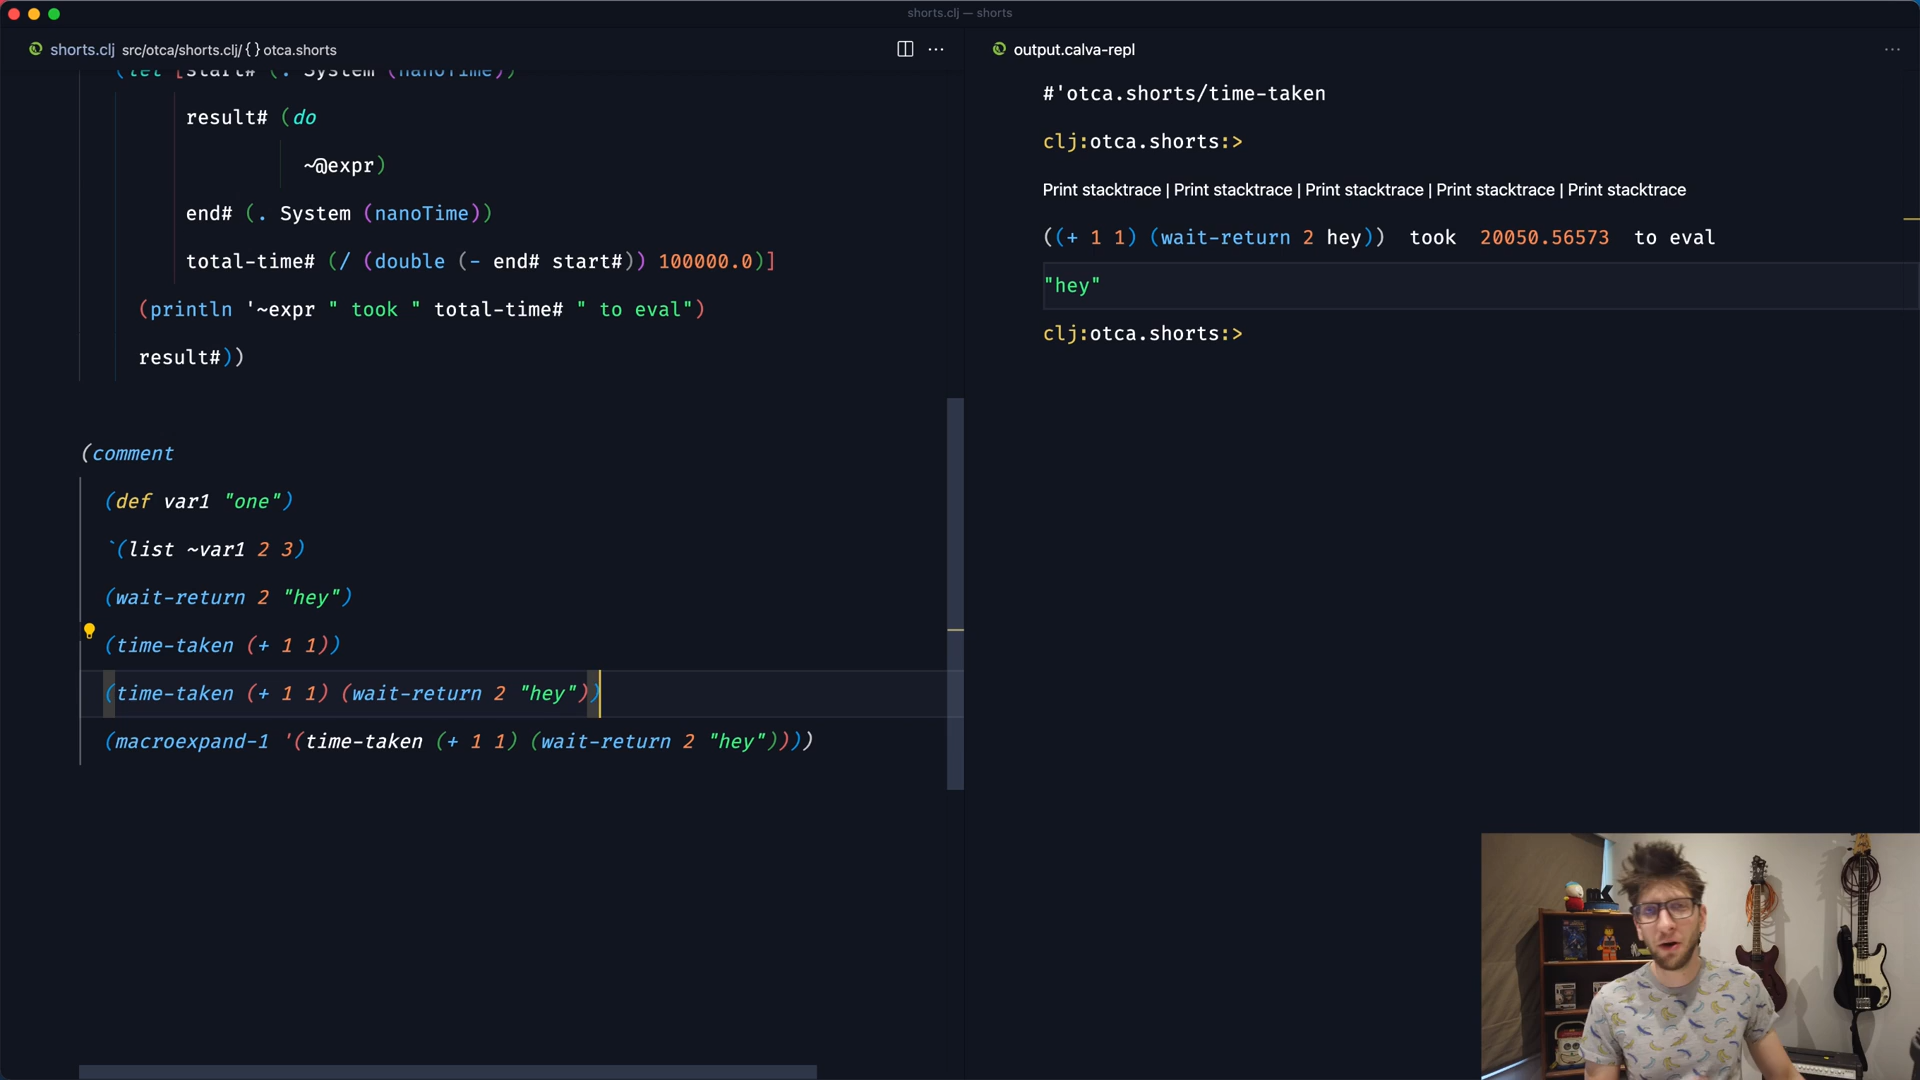 shorts.clj — shorts
shorts.clj src/otca/shorts.clj/ { } otca.shorts
(let [start# (. System (nanoTime))
result# (do
~@expr)
end# (. System (nanoTime))
total-time# (/ (double (- end# start#)) 100000.0)]
(println '~expr " took " total-time# " to eval")
result#))
(comment
(def var1 "one")
`(list ~var1 2 3)
(wait-return 2 "hey")
(time-taken (+ 1 1))
(time-taken (+ 1 1) (wait-return 2 "hey"))
(macroexpand-1 '(time-taken (+ 1 1) (wait-return 2 "hey"))))
output.calva-repl
#'otca.shorts/time-taken
clj:otca.shorts:>
Print stacktrace | Print stacktrace | Print stacktrace | Print stacktrace | Print stacktrace
((+ 1 1) (wait-return 2 hey))  took  20050.56573  to eval
"hey"
clj:otca.shorts:>